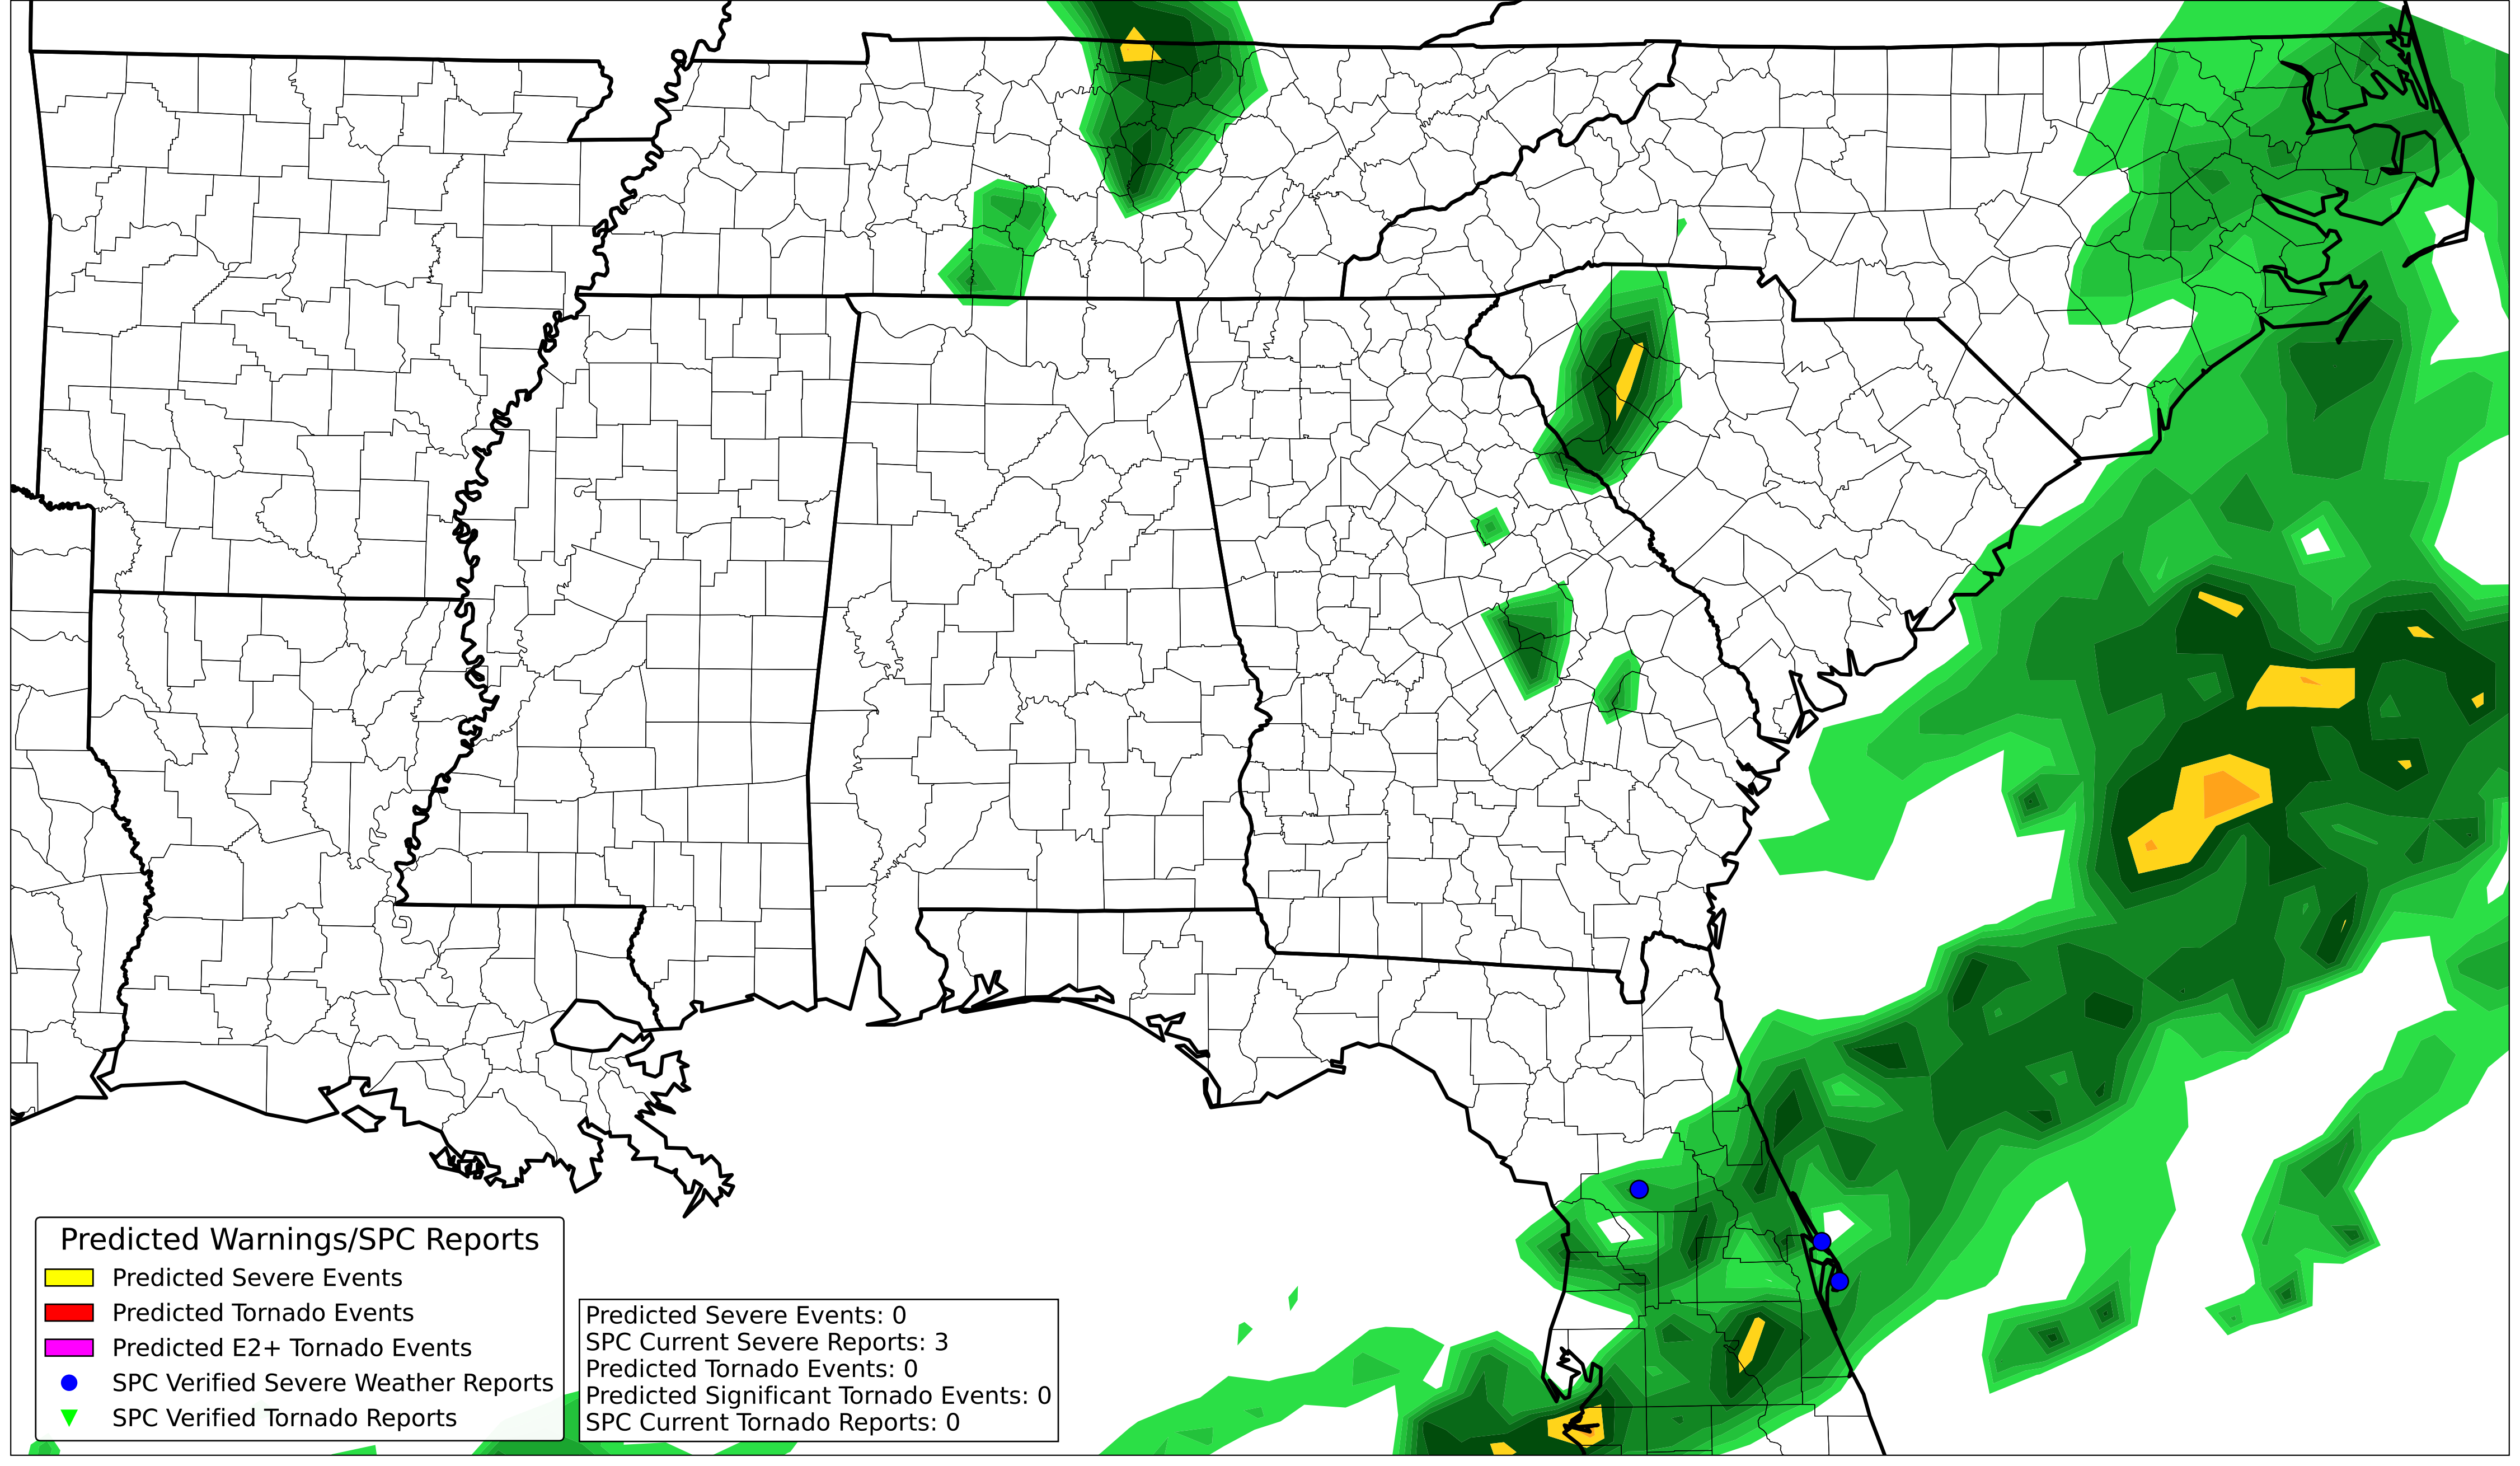 Predicted Warnings/SPC Reports
Predicted Severe Events
Predicted Tornado Events
Predicted E2+ Tornado Events
SPC Verified Severe Weather Reports
SPC Verified Tornado Reports
Predicted Severe Events: 0
SPC Current Severe Reports: 3
Predicted Tornado Events: 0
Predicted Significant Tornado Events: 0
SPC Current Tornado Reports: 0